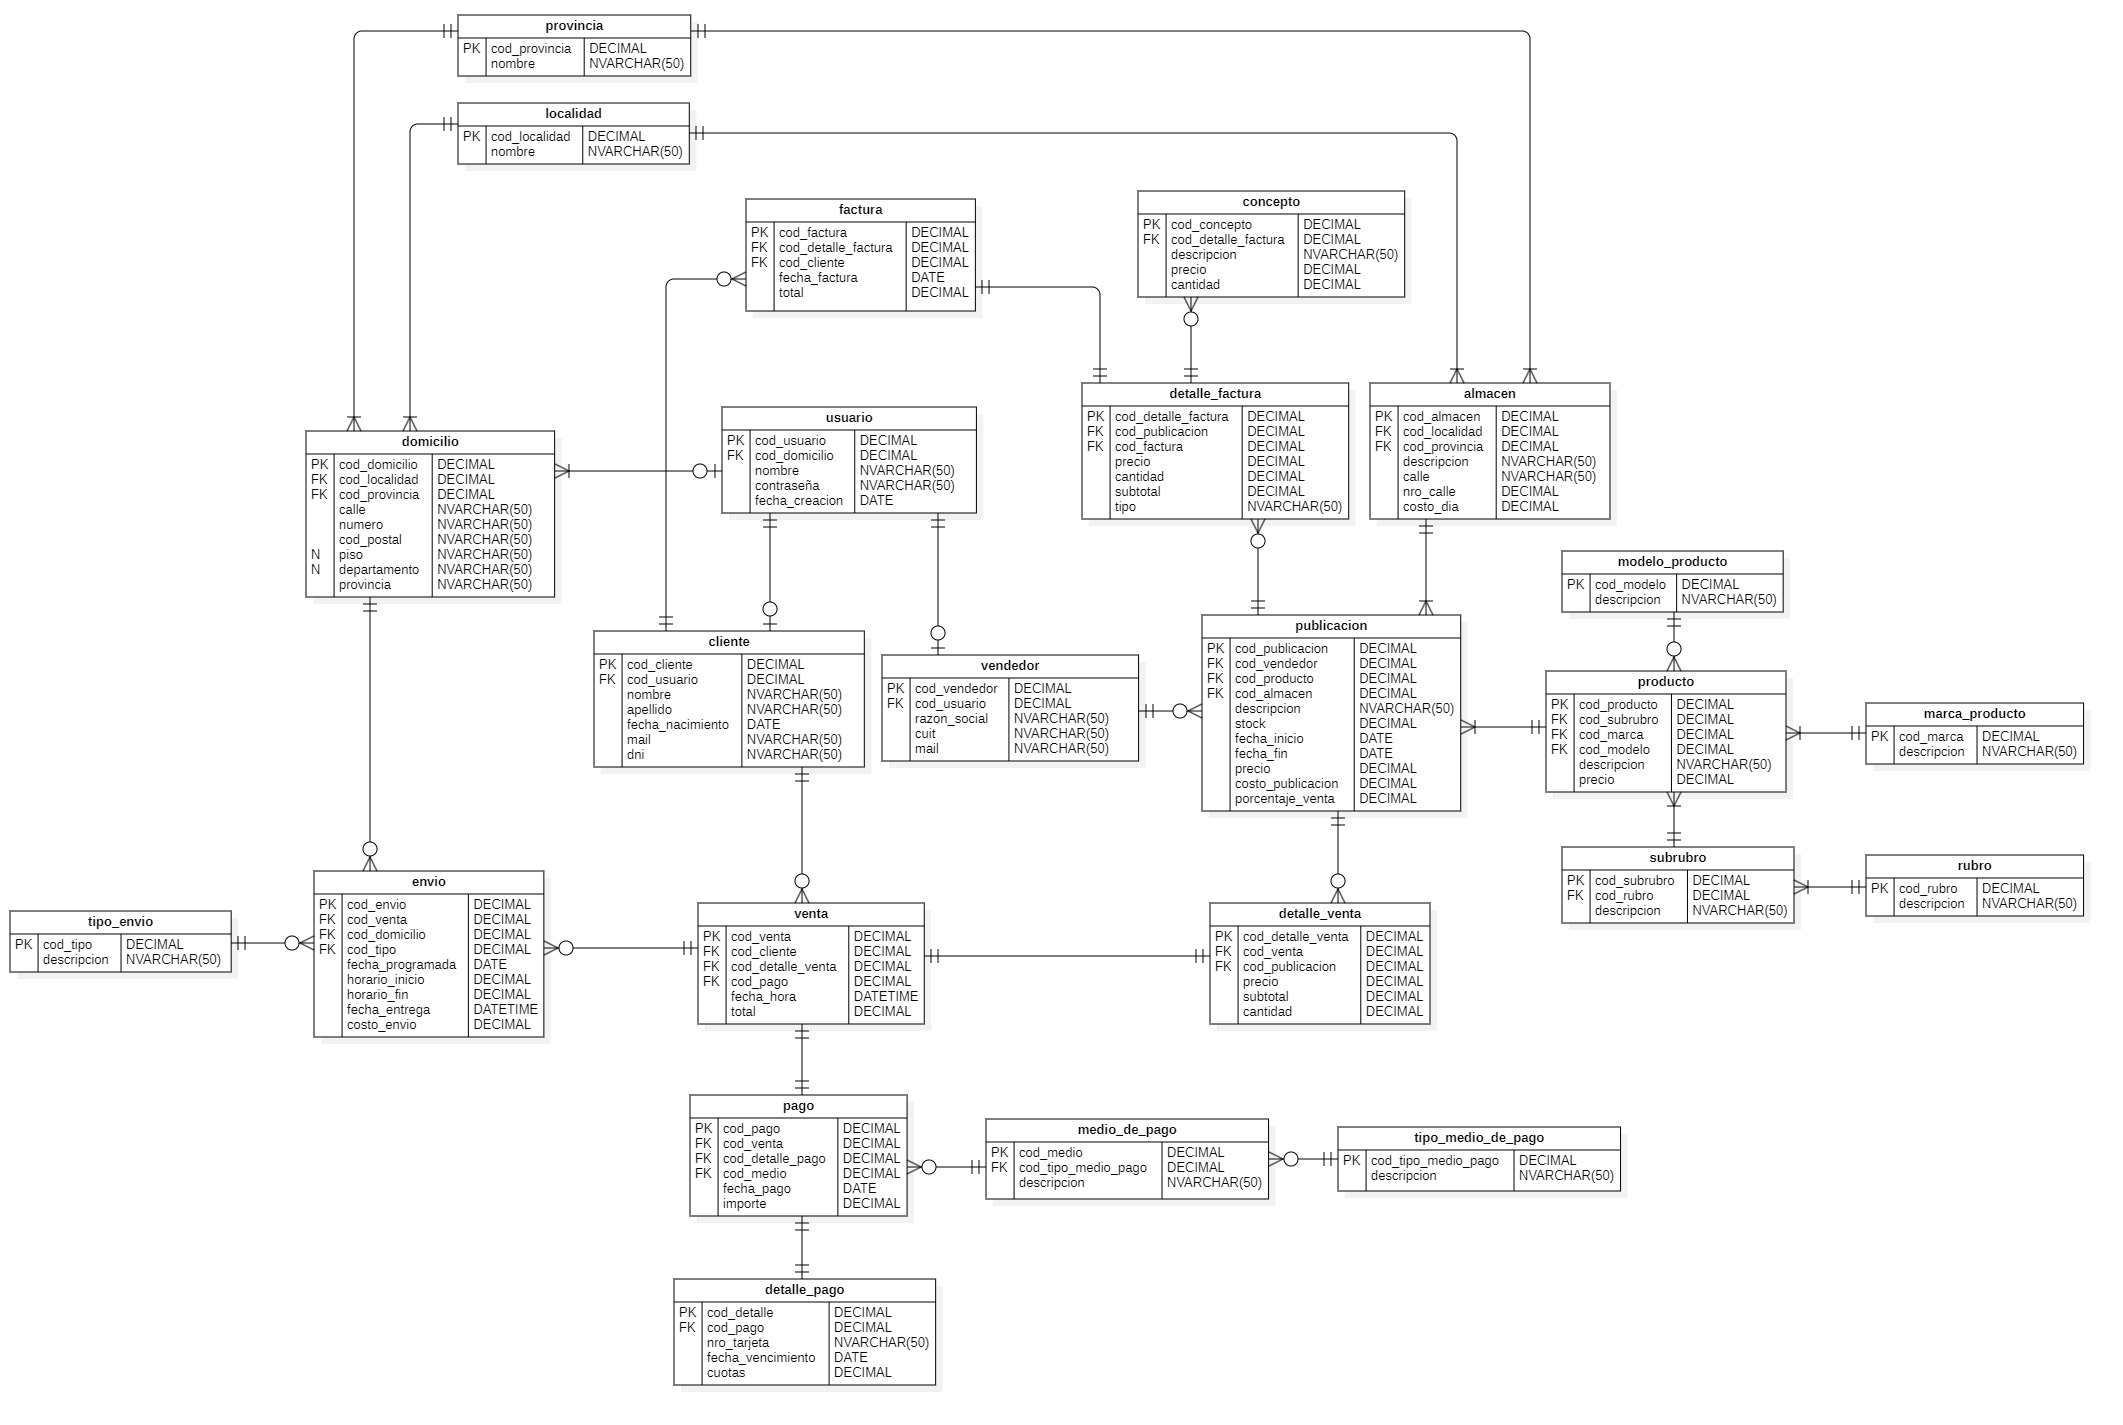 provincia
PK cod_provincia DECIMAL
nombre NVARCHAR(50)
localidad
PK cod_localidad DECIMAL
nombre NVARCHAR(50)
factura
PK cod_factura DECIMAL
FK cod_detalle_factura DECIMAL
FK cod_cliente DECIMAL
fecha_factura DATE
total DECIMAL
concepto
PK cod_concepto DECIMAL
FK cod_detalle_factura DECIMAL
descripcion NVARCHAR(50)
precio DECIMAL
cantidad DECIMAL
detalle_factura
PK cod_detalle_factura DECIMAL
FK cod_publicacion DECIMAL
FK cod_factura DECIMAL
precio DECIMAL
cantidad DECIMAL
subtotal DECIMAL
tipo NVARCHAR(50)
almacen
PK cod_almacen DECIMAL
FK cod_localidad DECIMAL
FK cod_provincia DECIMAL
descripcion NVARCHAR(50)
calle NVARCHAR(50)
nro_calle DECIMAL
costo_dia DECIMAL
usuario
PK cod_usuario DECIMAL
FK cod_domicilio DECIMAL
nombre NVARCHAR(50)
contraseña NVARCHAR(50)
fecha_creacion DATE
domicilio
PK cod_domicilio DECIMAL
FK cod_localidad DECIMAL
FK cod_provincia DECIMAL
calle NVARCHAR(50)
numero NVARCHAR(50)
cod_postal NVARCHAR(50)
N piso NVARCHAR(50)
N departamento NVARCHAR(50)
provincia NVARCHAR(50)
modelo_producto
PK cod_modelo DECIMAL
descripcion NVARCHAR(50)
cliente
PK cod_cliente DECIMAL
FK cod_usuario DECIMAL
nombre NVARCHAR(50)
apellido NVARCHAR(50)
fecha_nacimiento DATE
mail NVARCHAR(50)
dni NVARCHAR(50)
vendedor
PK cod_vendedor DECIMAL
FK cod_usuario DECIMAL
razon_social NVARCHAR(50)
cuit NVARCHAR(50)
mail NVARCHAR(50)
publicacion
PK cod_publicacion DECIMAL
FK cod_vendedor DECIMAL
FK cod_producto DECIMAL
FK cod_almacen DECIMAL
descripcion NVARCHAR(50)
stock DECIMAL
fecha_inicio DATE
fecha_fin DATE
precio DECIMAL
costo_publicacion DECIMAL
porcentaje_venta DECIMAL
producto
PK cod_producto DECIMAL
FK cod_subrubro DECIMAL
FK cod_marca DECIMAL
FK cod_modelo DECIMAL
descripcion NVARCHAR(50)
precio DECIMAL
marca_producto
PK cod_marca DECIMAL
descripcion NVARCHAR(50)
subrubro
PK cod_subrubro DECIMAL
FK cod_rubro DECIMAL
descripcion NVARCHAR(50)
rubro
PK cod_rubro DECIMAL
descripcion NVARCHAR(50)
tipo_envio
PK cod_tipo DECIMAL
descripcion NVARCHAR(50)
envio
PK cod_envio DECIMAL
FK cod_venta DECIMAL
FK cod_domicilio DECIMAL
FK cod_tipo DECIMAL
fecha_programada DATE
horario_inicio DECIMAL
horario_fin DECIMAL
fecha_entrega DATETIME
costo_envio DECIMAL
venta
PK cod_venta DECIMAL
FK cod_cliente DECIMAL
FK cod_detalle_venta DECIMAL
FK cod_pago DECIMAL
fecha_hora DATETIME
total DECIMAL
detalle_venta
PK cod_detalle_venta DECIMAL
FK cod_venta DECIMAL
FK cod_publicacion DECIMAL
precio DECIMAL
subtotal DECIMAL
cantidad DECIMAL
pago
PK cod_pago DECIMAL
FK cod_venta DECIMAL
FK cod_detalle_pago DECIMAL
FK cod_medio DECIMAL
fecha_pago DATE
importe DECIMAL
medio_de_pago
PK cod_medio DECIMAL
FK cod_tipo_medio_pago DECIMAL
descripcion NVARCHAR(50)
tipo_medio_de_pago
PK cod_tipo_medio_pago DECIMAL
descripcion NVARCHAR(50)
detalle_pago
PK cod_detalle DECIMAL
FK cod_pago DECIMAL
nro_tarjeta NVARCHAR(50)
fecha_vencimiento DATE
cuotas DECIMAL